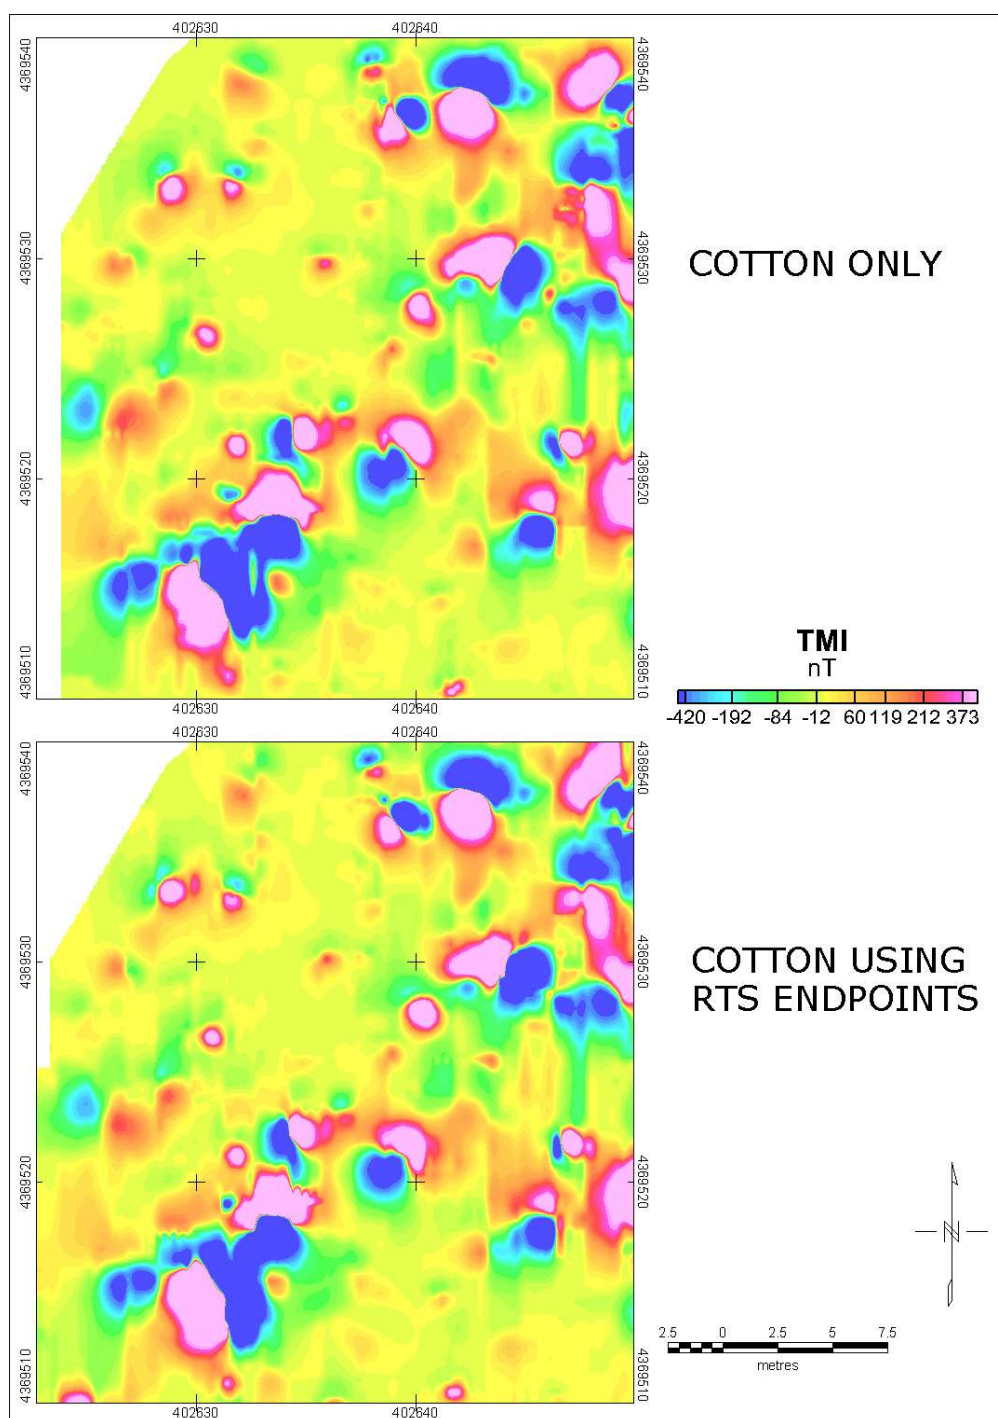 402630 402640
4369540 4369540
4369530 4369530
4369520 4369520
4369510 4369510
402630 402640
COTTON ONLY
TMI
nT
-420 -192 -84 -12 60 119 212 373
402630 402640
4369540 4369540
4369530 4369530
4369520 4369520
4369510 4369510
402630 402640
COTTON USING
RTS ENDPOINTS
N
2.5 0 2.5 5 7.5
metres